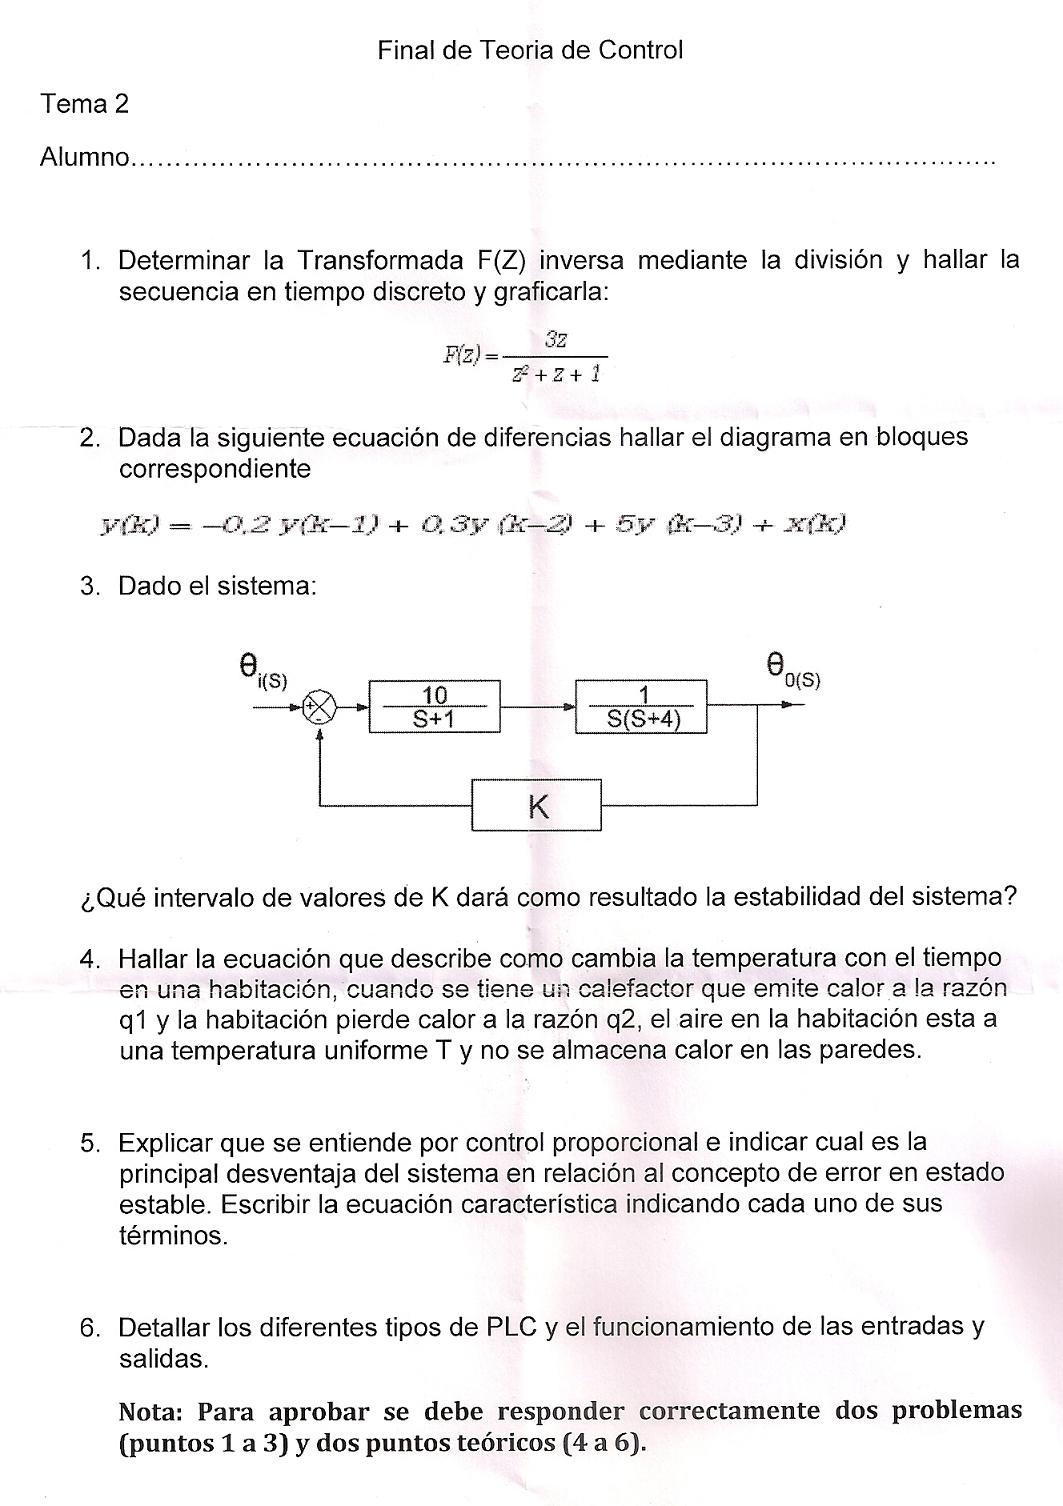 Final de Teoria de Control
Tema 2
Alumno..........................................................................................
1. Determinar la Transformada F(Z) inversa mediante la división y hallar la
secuencia en tiempo discreto y graficarla:
F(z) = 3z / z² + z + 1
2. Dada la siguiente ecuación de diferencias hallar el diagrama en bloques
correspondiente
y(k) = –0.2 y(k–1) + 0.3y (k–2) + 5y (k–3) + x(k)
3. Dado el sistema:
θi(S)
θ0(S)
+
-
10
S+1
1
S(S+4)
K
¿Qué intervalo de valores de K dará como resultado la estabilidad del sistema?
4. Hallar la ecuación que describe como cambia la temperatura con el tiempo
en una habitación, cuando se tiene un calefactor que emite calor a la razón
q1 y la habitación pierde calor a la razón q2, el aire en la habitación esta a
una temperatura uniforme T y no se almacena calor en las paredes.
5. Explicar que se entiende por control proporcional e indicar cual es la
principal desventaja del sistema en relación al concepto de error en estado
estable. Escribir la ecuación característica indicando cada uno de sus
términos.
6. Detallar los diferentes tipos de PLC y el funcionamiento de las entradas y
salidas.
Nota: Para aprobar se debe responder correctamente dos problemas
(puntos 1 a 3) y dos puntos teóricos (4 a 6).